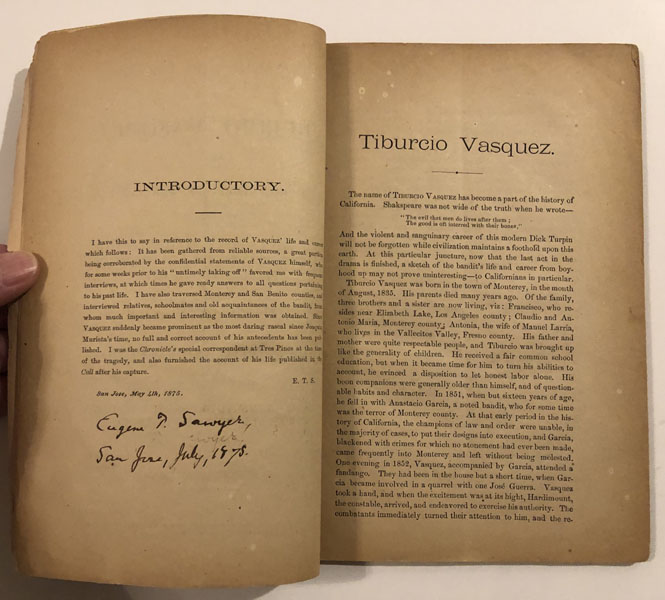 INTRODUCTORY.
I have this to say in reference to the record of VASQUEZ' life and
which follows: It has been gathered from reliable sources, a great
being corroborated by the confidential statements of VASQUEZ himself,
for some weeks prior to his "untimely taking off" favored me with
interviews, at which times he gave ready answers to all questions
to his past life. I have also traversed Monterey and San Benito
interviewed relatives, schoolmates and old acquaintances of the bandit,
whom much important and interesting information was obtained.
VASQUEZ suddenly became prominent as the most daring rascal since
Murieta's time, no full and correct account of his antecedents has been
lished. I was the Chronicle's special correspondent at Tres Pinos at the
of the tragedy, and also furnished the account of his life published in
Call after his capture.
E. T. S.
San Jose, May 1875.
Eugene T. Sawyer,
San Jose, July, 1875.
Tiburcio Vasquez.
The name of TIBURCIO VASQUEZ has become a part of the history of
California. Shakspeare was not wide of the truth when he wrote—
"The evil that men do lives after them;
The good is oft interred with their bones,"
And the violent and sanguinary career of this modern Dick Turpin
will not be forgotten while civilization maintains a foothold upon this
earth. At this particular juncture, now that the last act in the
drama is finished, a sketch of the bandit's life and career from boy-
hood up may not prove uninteresting—to Californians in particular.
Tiburcio Vasquez was born in the town of Monterey, in the month
of August, 1835. His parents died many years ago. Of the family,
three brothers and a sister are now living, viz: Francisco, who re-
sides near Elizabeth Lake, Los Angeles county; Claudio and An-
tonio Maria, Monterey county; Antonia, the wife of Manuel Larria,
who lives in the Vallecitos Valley, Fresno county. His father and
mother were quite respectable people, and Tiburcio was brought up
like the generality of children. He received a fair common school
education, but when it became time for him to turn his abilities to
account, he evinced a disposition to let honest labor alone. His
boon companions were generally older than himself, and of question-
able habits and character. In 1851, when but sixteen years of age,
he fell in with Anastacio Garcia, a noted bandit, who for some time
was the terror of Monterey county. At that early period in the his-
tory of California, the champions of law and order were unable, in
the majority of cases, to put their designs into execution, and Garcia,
blackened with crimes for which no atonement had ever been made,
came frequently into Monterey and left without being molested.
One evening in 1852, Vasquez, accompanied by Garcia, attended a
fandango. They had been in the house but a short time, when Gar-
cia became involved in a quarrel with one José Guerra. Vasquez
took a hand, and when the excitement was at its hight, Hardimount,
the constable, arrived, and endeavored to exercise his authority. The
combatants immediately turned their attention to him, and the re-